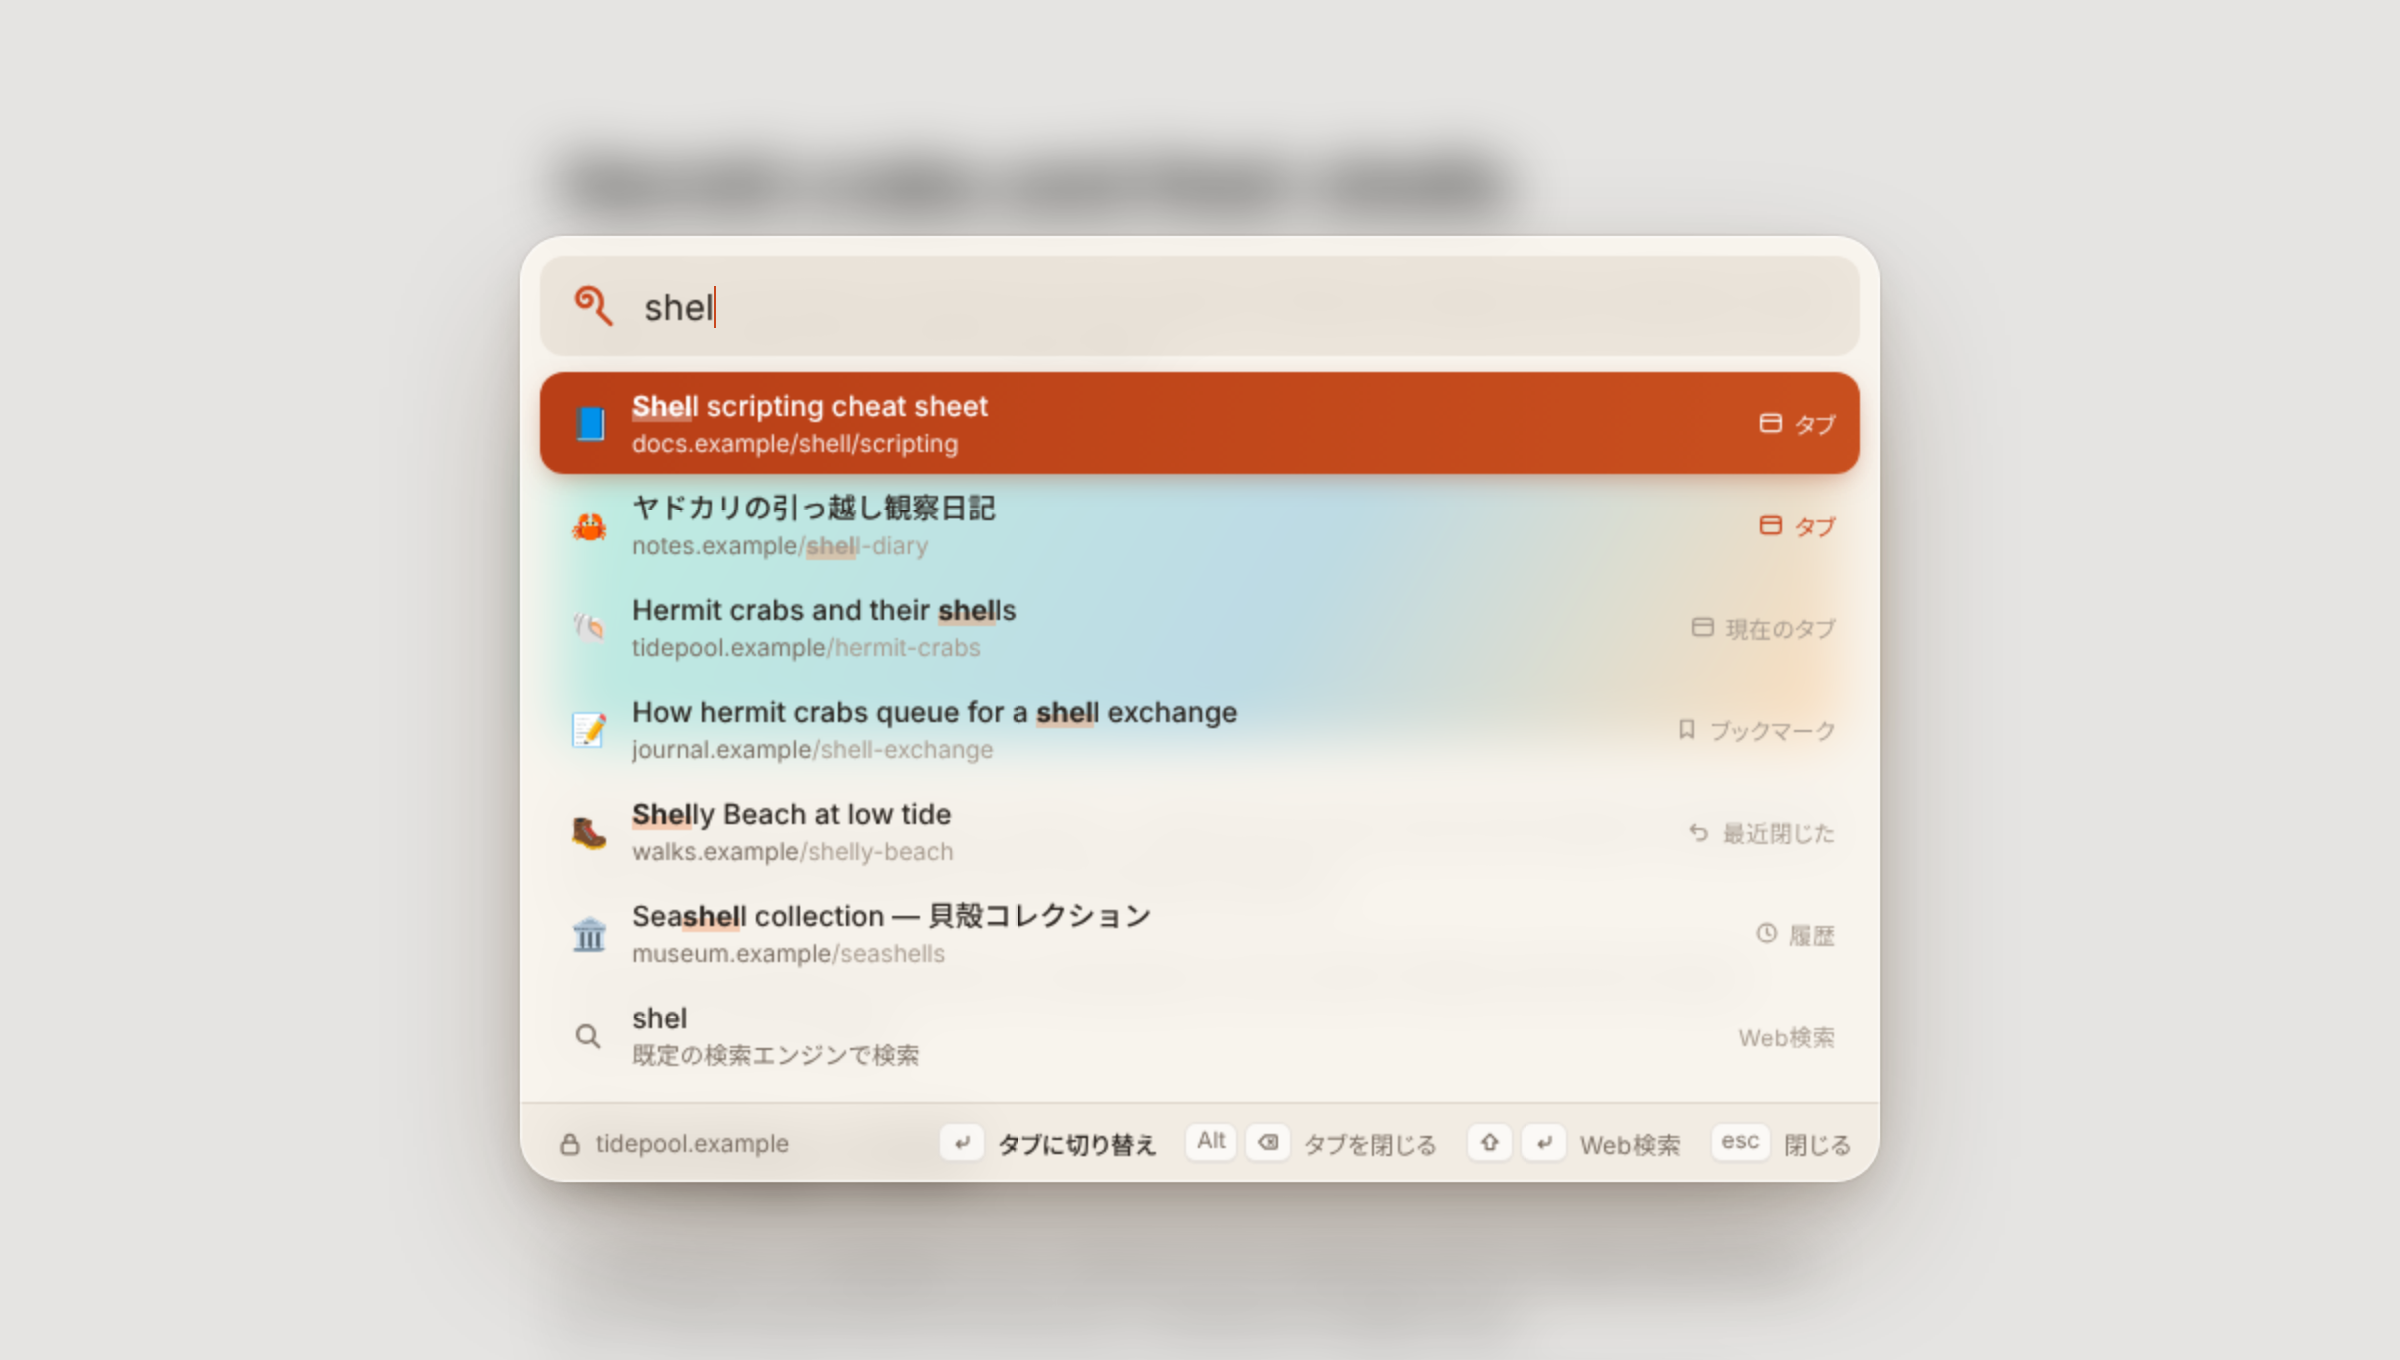 shel
Shell scripting cheat sheet
docs.example/shell/scripting
タブ
ヤドカリの引っ越し観察日記
notes.example/shell-diary
タブ
Hermit crabs and their shells
tidepool.example/hermit-crabs
現在のタブ
How hermit crabs queue for a shell exchange
journal.example/shell-exchange
ブックマーク
Shelly Beach at low tide
walks.example/shelly-beach
最近閉じた
Seashell collection — 貝殻コレクション
museum.example/seashells
履歴
shel
既定の検索エンジンで検索
Web検索
tidepool.example
タブに切り替え
Alt タブを閉じる
Web検索
esc 閉じる